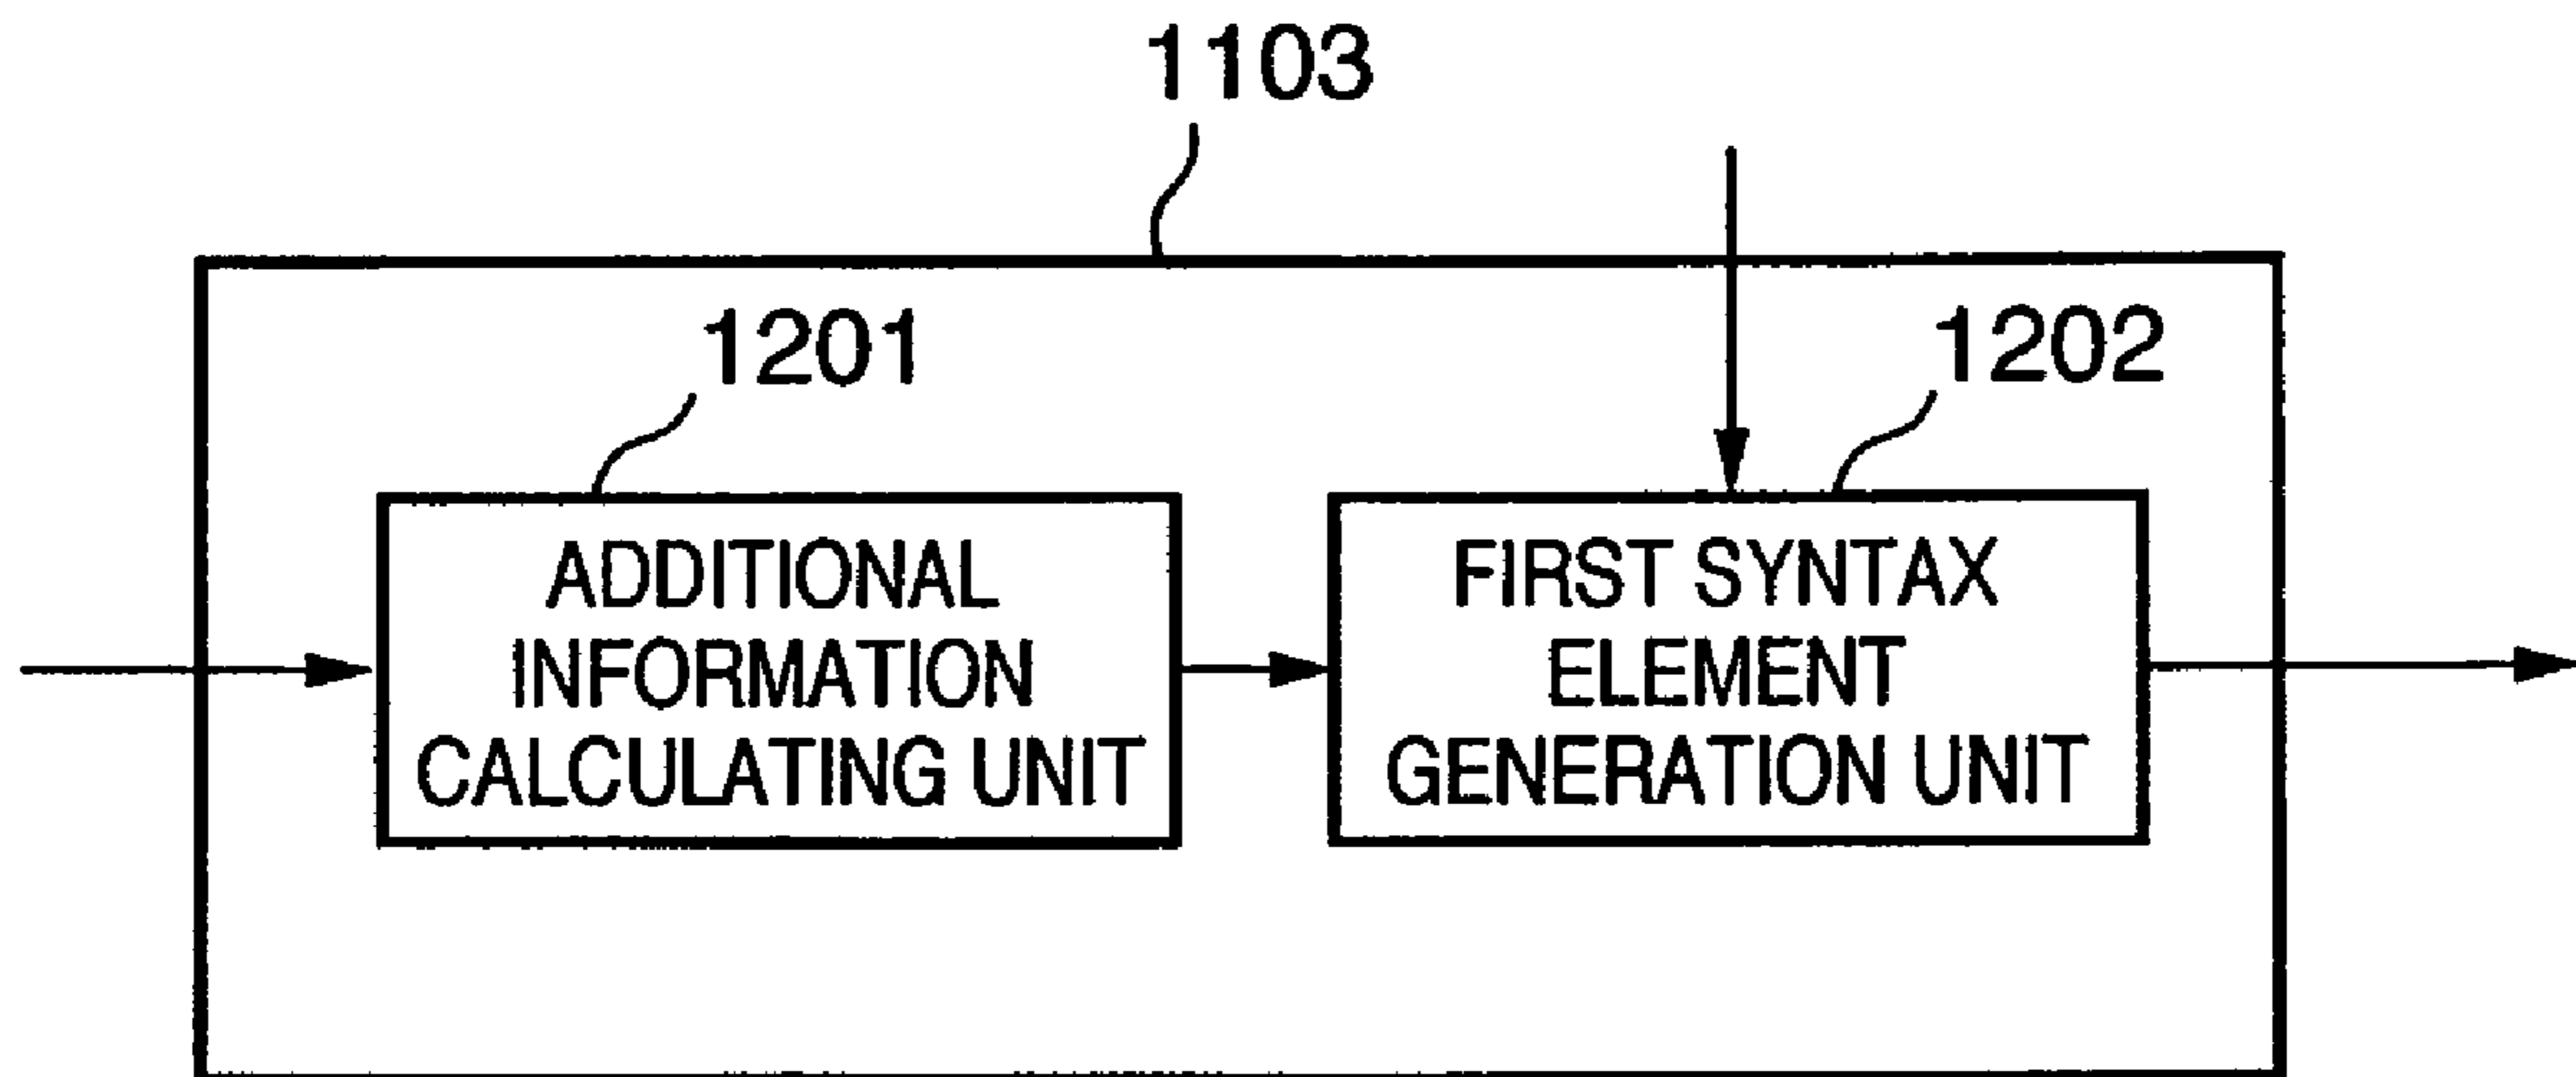 1103
1201
1202
ADDITIONAL
INFORMATION
CALCULATING UNIT
FIRST SYNTAX
ELEMENT
GENERATION UNIT